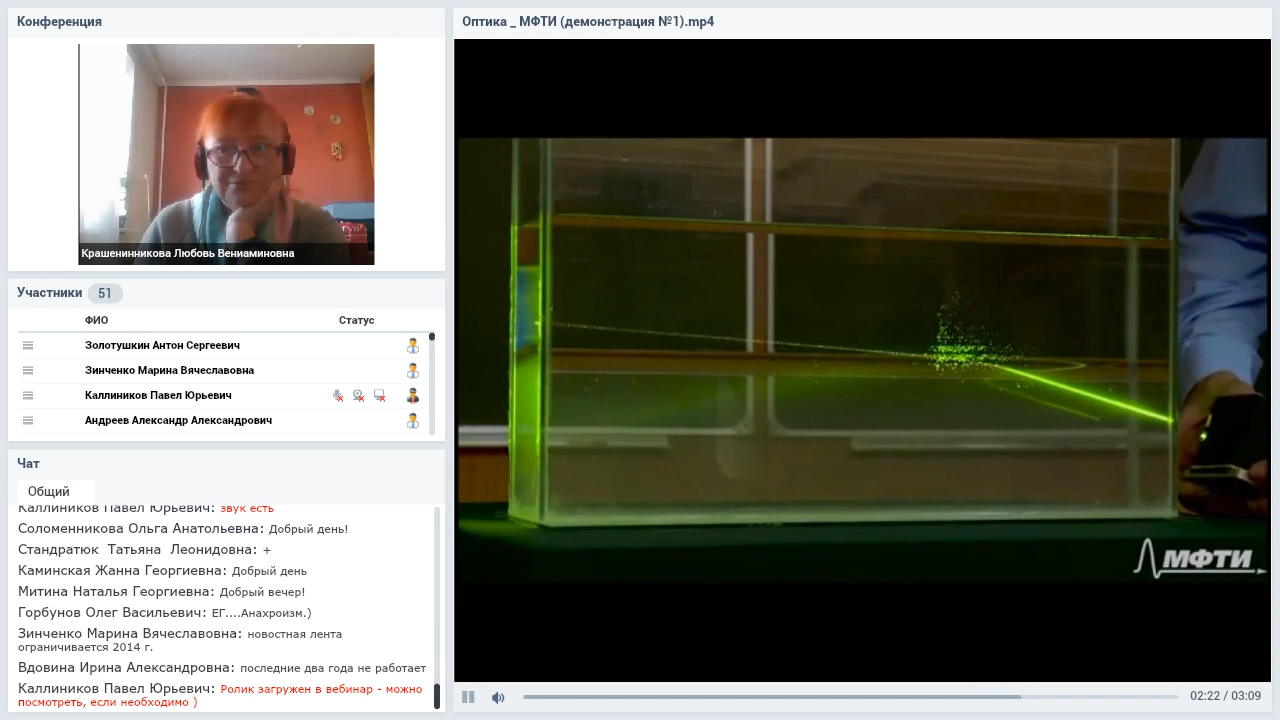 Конференция
Крашенинникова Любовь Вениаминовна
Участники 51
ФИО Статус
Золотушкин Антон Сергеевич
Зинченко Марина Вячеславовна
Каллиников Павел Юрьевич
Андреев Александр Александрович
Чат
Общий
Каллиников Павел Юрьевич: звук есть
Соломенникова Ольга Анатольевна: Добрый день!
Стандратюк Татьяна Леонидовна: +
Каминская Жанна Георгиевна: Добрый день
Митина Наталья Георгиевна: Добрый вечер!
Горбунов Олег Васильевич: ЕГ....Анахроизм.)
Зинченко Марина Вячеславовна: новостная лента
ограничивается 2014 г.
Вдовина Ирина Александровна: последние два года не работает
Каллиников Павел Юрьевич: Ролик загружен в вебинар - можно
посмотреть, если необходимо )
Оптика _ МФТИ (демонстрация №1).mp4
МФТИ
02:22 / 03:09